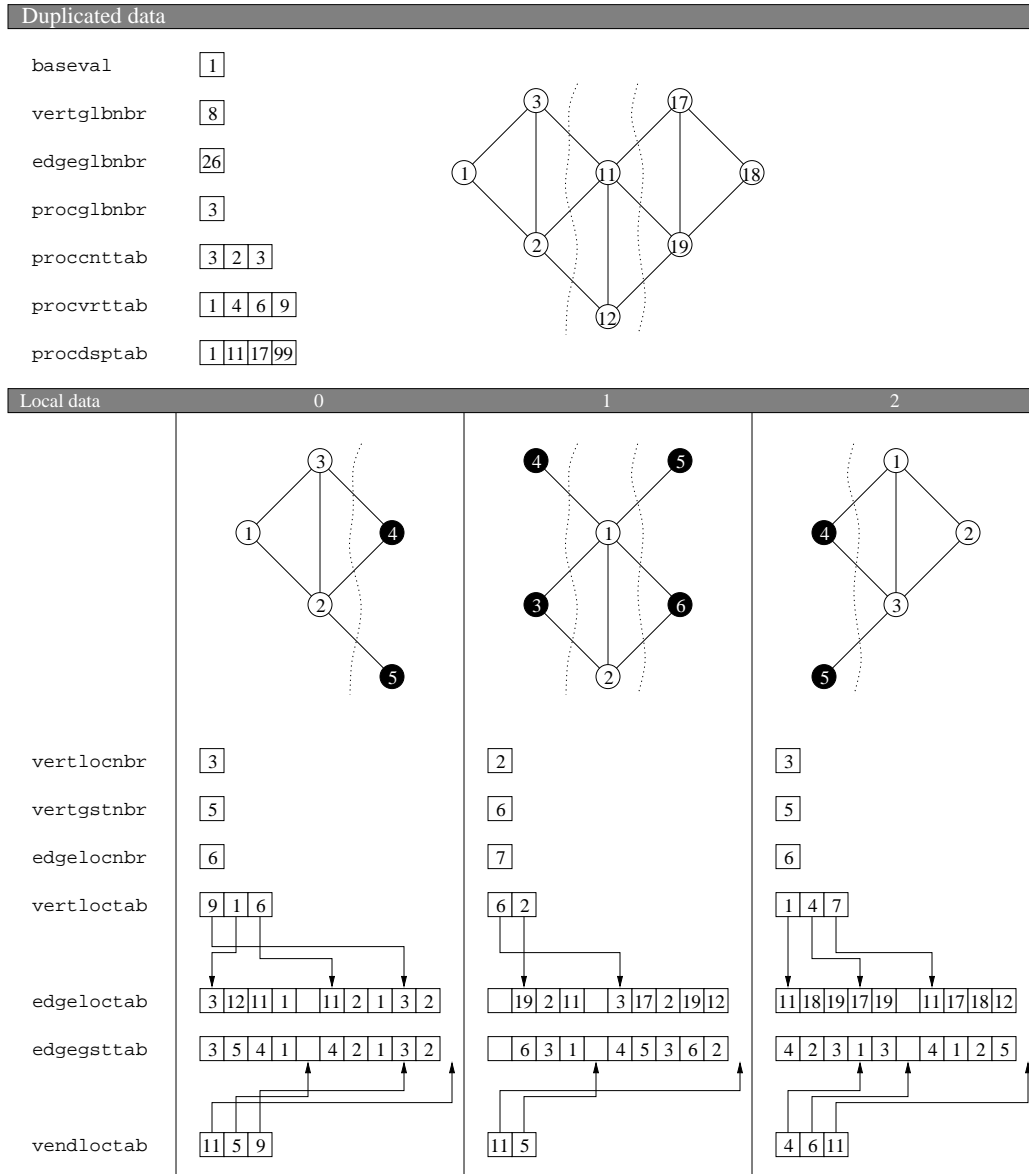 Duplicated data
baseval 1
vertglbnbr 8
edgeglbnbr 26
procglbnbr 3
proccnttab 3 2 3
procvrttab 1 4 6 9
procdsptab 1 11 17 99
3 17
1 11 18
2 19
12
Local data 0 1 2
3 4 5 1
1 4 1 4 2
2 3 6 3
5 2 5
vertlocnbr 3 2 3
vertgstnbr 5 6 5
edgelocnbr 6 7 6
vertloctab 9 1 6 6 2 1 4 7
edgeloctab 3 12 11 1 11 2 1 3 2 19 2 11 3 17 2 19 12 11 18 19 17 19 11 17 18 12
edgegsttab 3 5 4 1 4 2 1 3 2 6 3 1 4 5 3 6 2 4 2 3 1 3 4 1 2 5
vendloctab 11 5 9 11 5 4 6 11